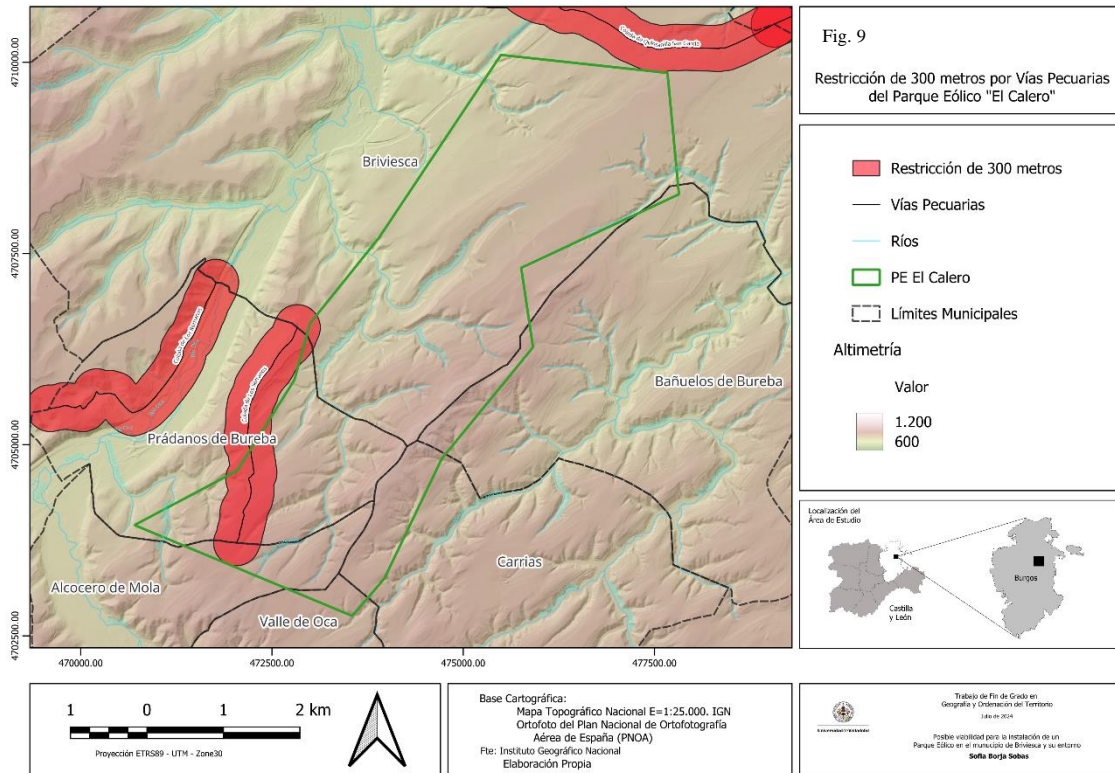 Fig. 9
Restricción de 300 metros por Vías Pecuarias
del Parque Eólico "El Calero"
Restricción de 300 metros
Vías Pecuarias
Ríos
PE El Calero
Límites Municipales
Altimetría
Valor
1.200
600
Localización del
Área de Estudio
Burgos
Castilla
y León
Briviesca
Prádanos de Bureba
Bañuelos de Bureba
Alcocero de Mola
Valle de Oca
Carrias
4710000.00
4707500.00
4705000.00
4702500.00
470000.00
472500.00
475000.00
477500.00
1 0 1 2 km
Proyección ETRS89 - UTM - Zone30
Base Cartográfica:
Mapa Topográfico Nacional E=1:25.000. IGN
Ortofoto del Plan Nacional de Ortofotografía
Aérea de España (PNOA)
Fte: Instituto Geográfico Nacional
Elaboración Propia
Universidad de Valladolid
Trabajo de Fin de Grado en
Geografía y Ordenación del Territorio
Julio de 2024
Posible viabilidad para la instalación de un
Parque Eólico en el municipio de Briviesca y su entorno
Sofía Borja Sobas